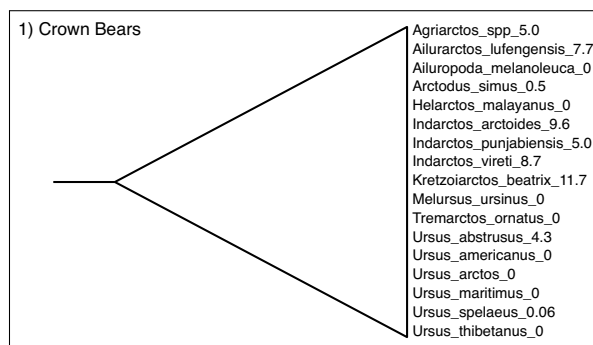 1) Crown Bears
Agriarctos_spp_5.0
Ailurarctos_lufengensis_7.7
Ailuropoda_melanoleuca_0
Arctodus_simus_0.5
Helarctos_malayanus_0
Indarctos_arctoides_9.6
Indarctos_punjabiensis_5.0
Indarctos_vireti_8.7
Kretzoiarctos_beatrix_11.7
Melursus_ursinus_0
Tremarctos_ornatus_0
Ursus_abstrusus_4.3
Ursus_americanus_0
Ursus_arctos_0
Ursus_maritimus_0
Ursus_spelaeus_0.06
Ursus_thibetanus_0